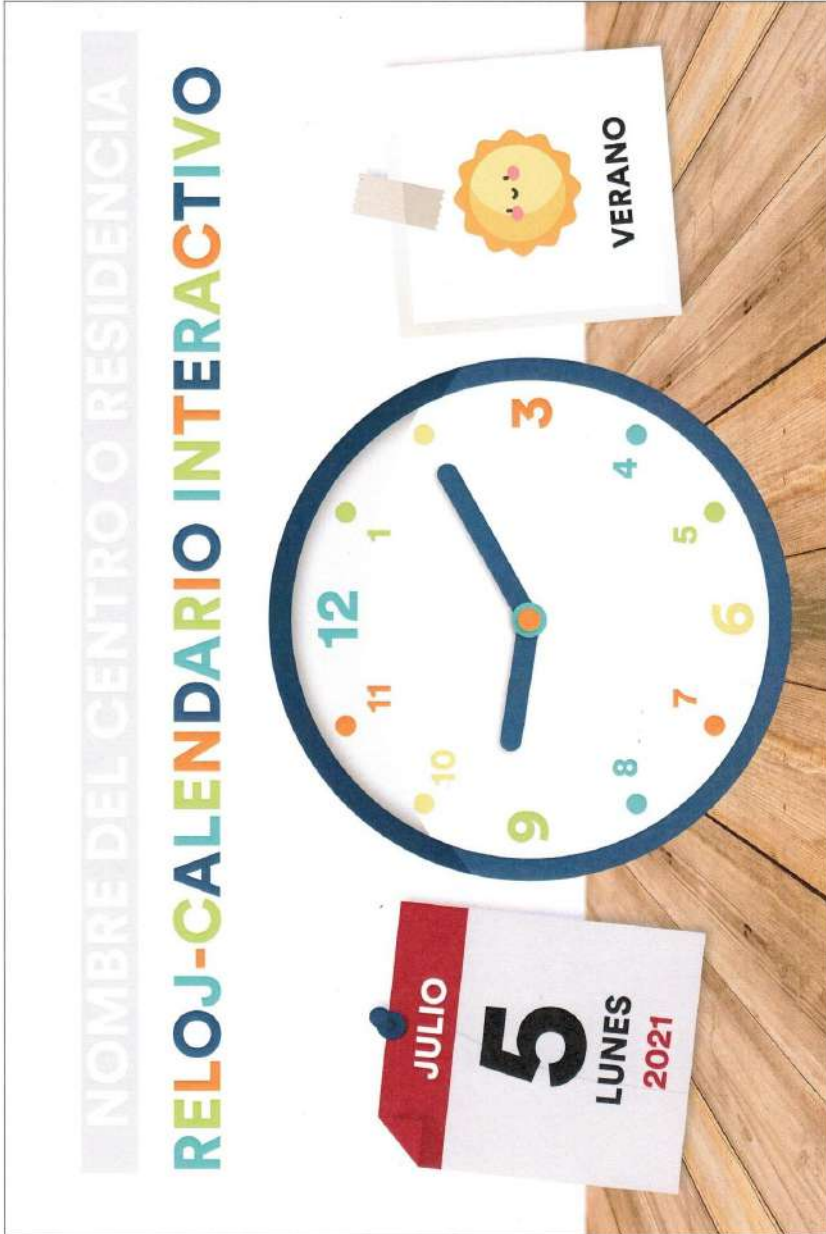 NOMBRE DEL CENTRO O RESIDENCIA
RELOJ-CALENDARIO INTERACTIVO
JULIO
5
LUNES
2021
12
1
3
4
5
6
7
8
9
10
11
VERANO